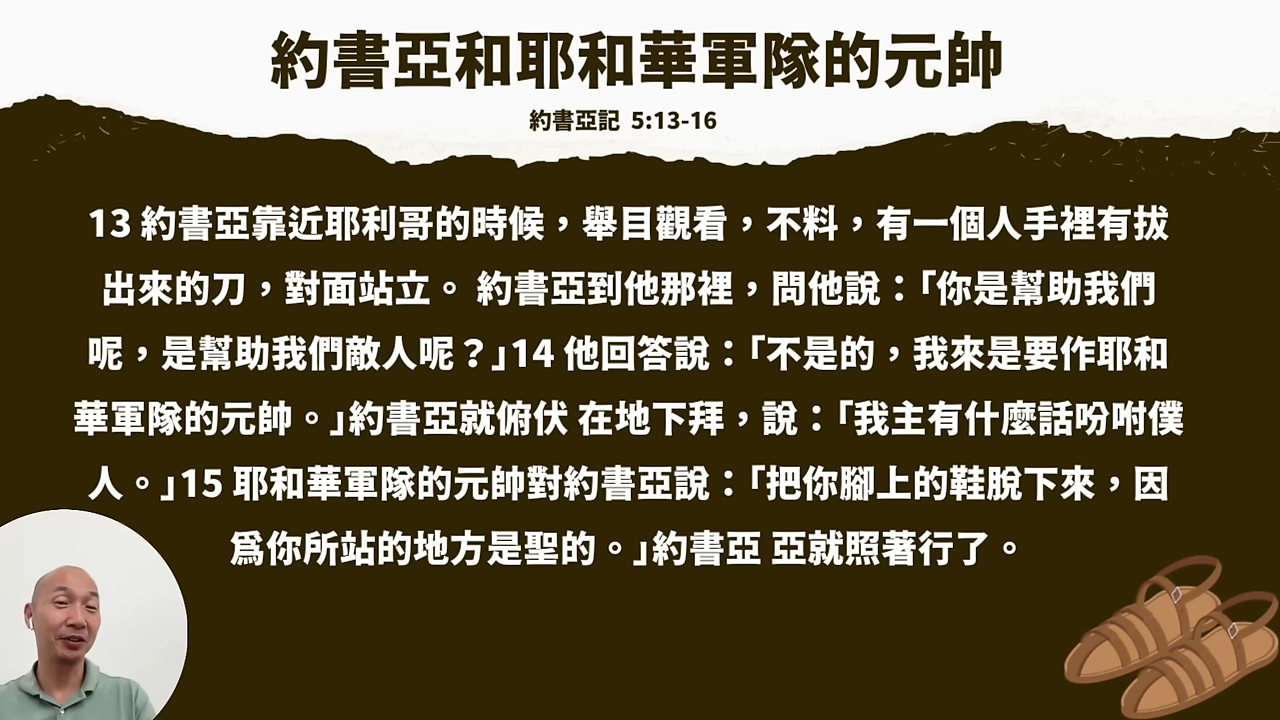 約書亞和耶和華軍隊的元帥
約書亞記 5:13-16
13 約書亞靠近耶利哥的時候，舉目觀看，不料，有一個人手裡有拔
出來的刀，對面站立。 約書亞到他那裡，問他說：「你是幫助我們
呢，是幫助我們敵人呢？」14 他回答說：「不是的，我來是要作耶和
華軍隊的元帥。」約書亞就俯伏 在地下拜，說：「我主有什麼話吩咐僕
人。」15 耶和華軍隊的元帥對約書亞說：「把你腳上的鞋脫下來，因
爲你所站的地方是聖的。」約書亞 亞就照著行了。